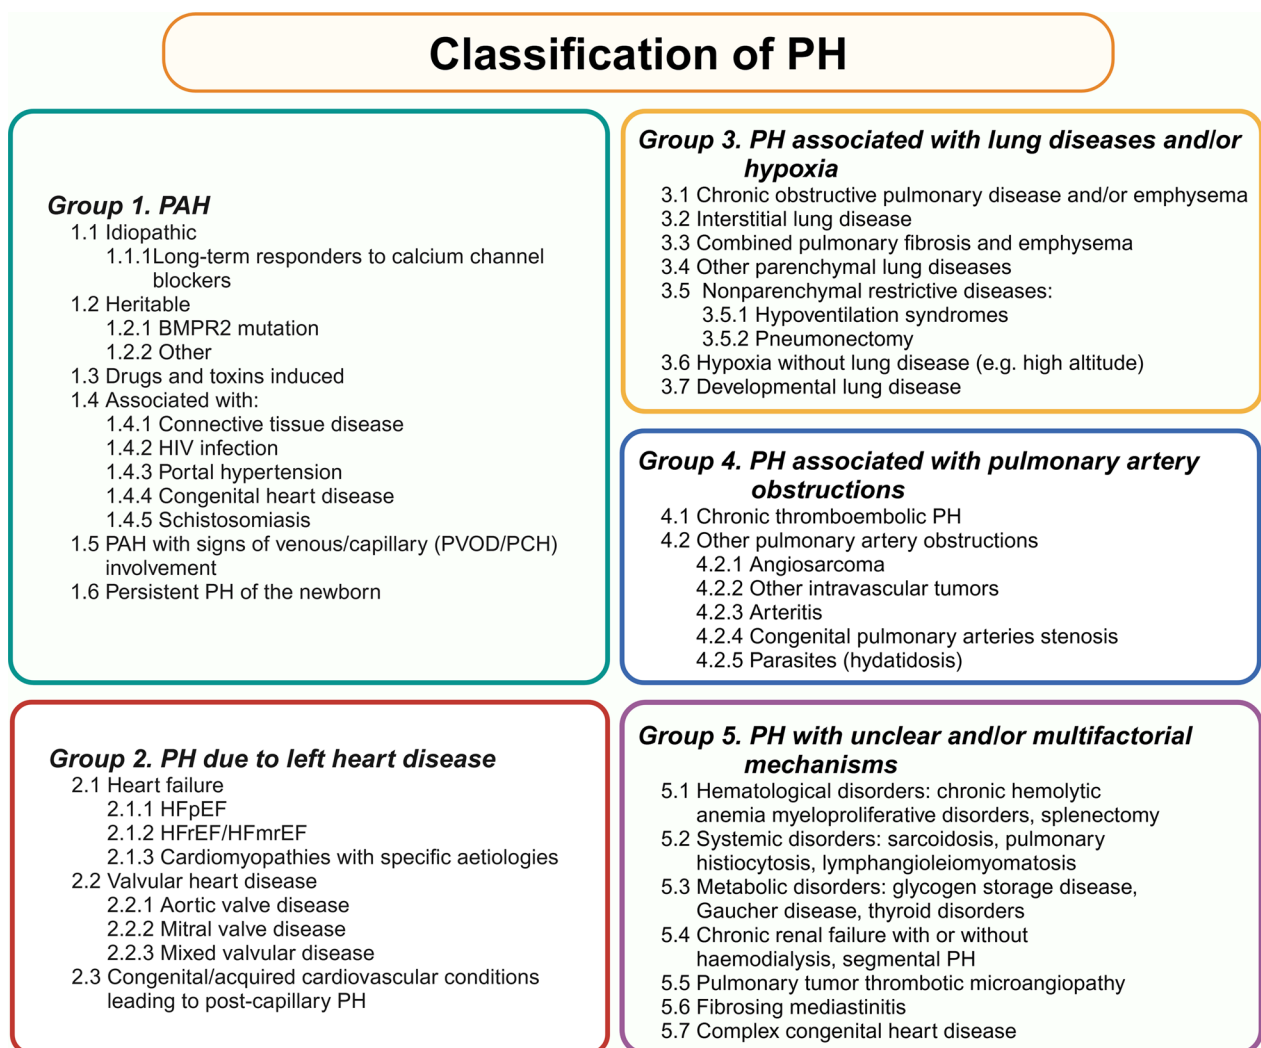 Classification of PH
Group 1. PAH
1.1 Idiopathic
1.1.1Long-term responders to calcium channel
blockers
1.2 Heritable
1.2.1 BMPR2 mutation
1.2.2 Other
1.3 Drugs and toxins induced
1.4 Associated with:
1.4.1 Connective tissue disease
1.4.2 HIV infection
1.4.3 Portal hypertension
1.4.4 Congenital heart disease
1.4.5 Schistosomiasis
1.5 PAH with signs of venous/capillary (PVOD/PCH)
involvement
1.6 Persistent PH of the newborn
Group 2. PH due to left heart disease
2.1 Heart failure
2.1.1 HFpEF
2.1.2 HFrEF/HFmrEF
2.1.3 Cardiomyopathies with specific aetiologies
2.2 Valvular heart disease
2.2.1 Aortic valve disease
2.2.2 Mitral valve disease
2.2.3 Mixed valvular disease
2.3 Congenital/acquired cardiovascular conditions
leading to post-capillary PH
Group 3. PH associated with lung diseases and/or
hypoxia
3.1 Chronic obstructive pulmonary disease and/or emphysema
3.2 Interstitial lung disease
3.3 Combined pulmonary fibrosis and emphysema
3.4 Other parenchymal lung diseases
3.5 Nonparenchymal restrictive diseases:
3.5.1 Hypoventilation syndromes
3.5.2 Pneumonectomy
3.6 Hypoxia without lung disease (e.g. high altitude)
3.7 Developmental lung disease
Group 4. PH associated with pulmonary artery
obstructions
4.1 Chronic thromboembolic PH
4.2 Other pulmonary artery obstructions
4.2.1 Angiosarcoma
4.2.2 Other intravascular tumors
4.2.3 Arteritis
4.2.4 Congenital pulmonary arteries stenosis
4.2.5 Parasites (hydatidosis)
Group 5. PH with unclear and/or multifactorial
mechanisms
5.1 Hematological disorders: chronic hemolytic
anemia myeloproliferative disorders, splenectomy
5.2 Systemic disorders: sarcoidosis, pulmonary
histiocytosis, lymphangioleiomyomatosis
5.3 Metabolic disorders: glycogen storage disease,
Gaucher disease, thyroid disorders
5.4 Chronic renal failure with or without
haemodialysis, segmental PH
5.5 Pulmonary tumor thrombotic microangiopathy
5.6 Fibrosing mediastinitis
5.7 Complex congenital heart disease